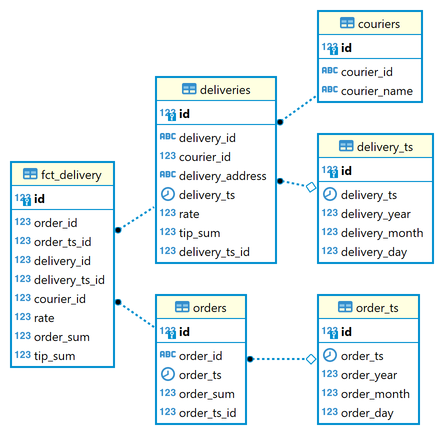 couriers
123 id
ABC courier_id
ABC courier_name
deliveries
123 id
ABC delivery_id
123 courier_id
ABC delivery_address
delivery_ts
123 rate
123 tip_sum
123 delivery_ts_id
delivery_ts
123 id
delivery_ts
123 delivery_year
123 delivery_month
123 delivery_day
fct_delivery
123 id
123 order_id
123 order_ts_id
123 delivery_id
123 delivery_ts_id
123 courier_id
123 rate
123 order_sum
123 tip_sum
orders
123 id
ABC order_id
order_ts
123 order_sum
123 order_ts_id
order_ts
123 id
order_ts
123 order_year
123 order_month
123 order_day